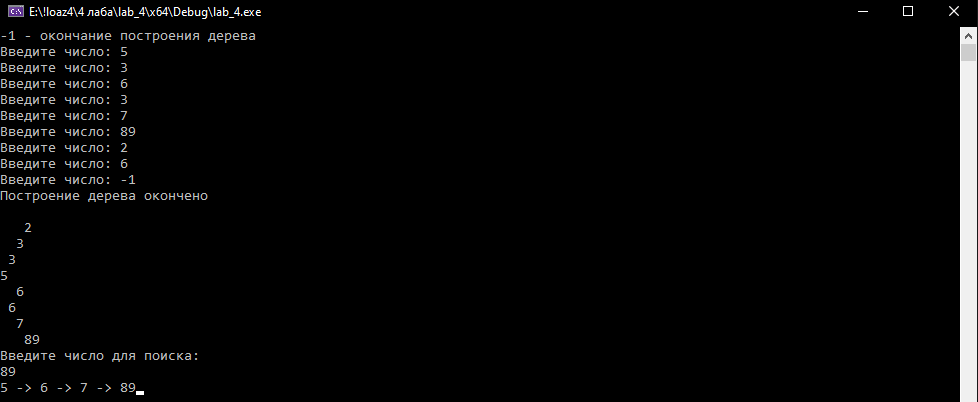 E:\!loaz4\4 лаба\lab_4\x64\Debug\lab_4.exe
-1 - окончание построения дерева
Введите число: 5
Введите число: 3
Введите число: 6
Введите число: 3
Введите число: 7
Введите число: 89
Введите число: 2
Введите число: 6
Введите число: -1
Построение дерева окончено

   2
  3
 3
5
  6
 6
  7
   89
Введите число для поиска:
89
5 -> 6 -> 7 -> 89